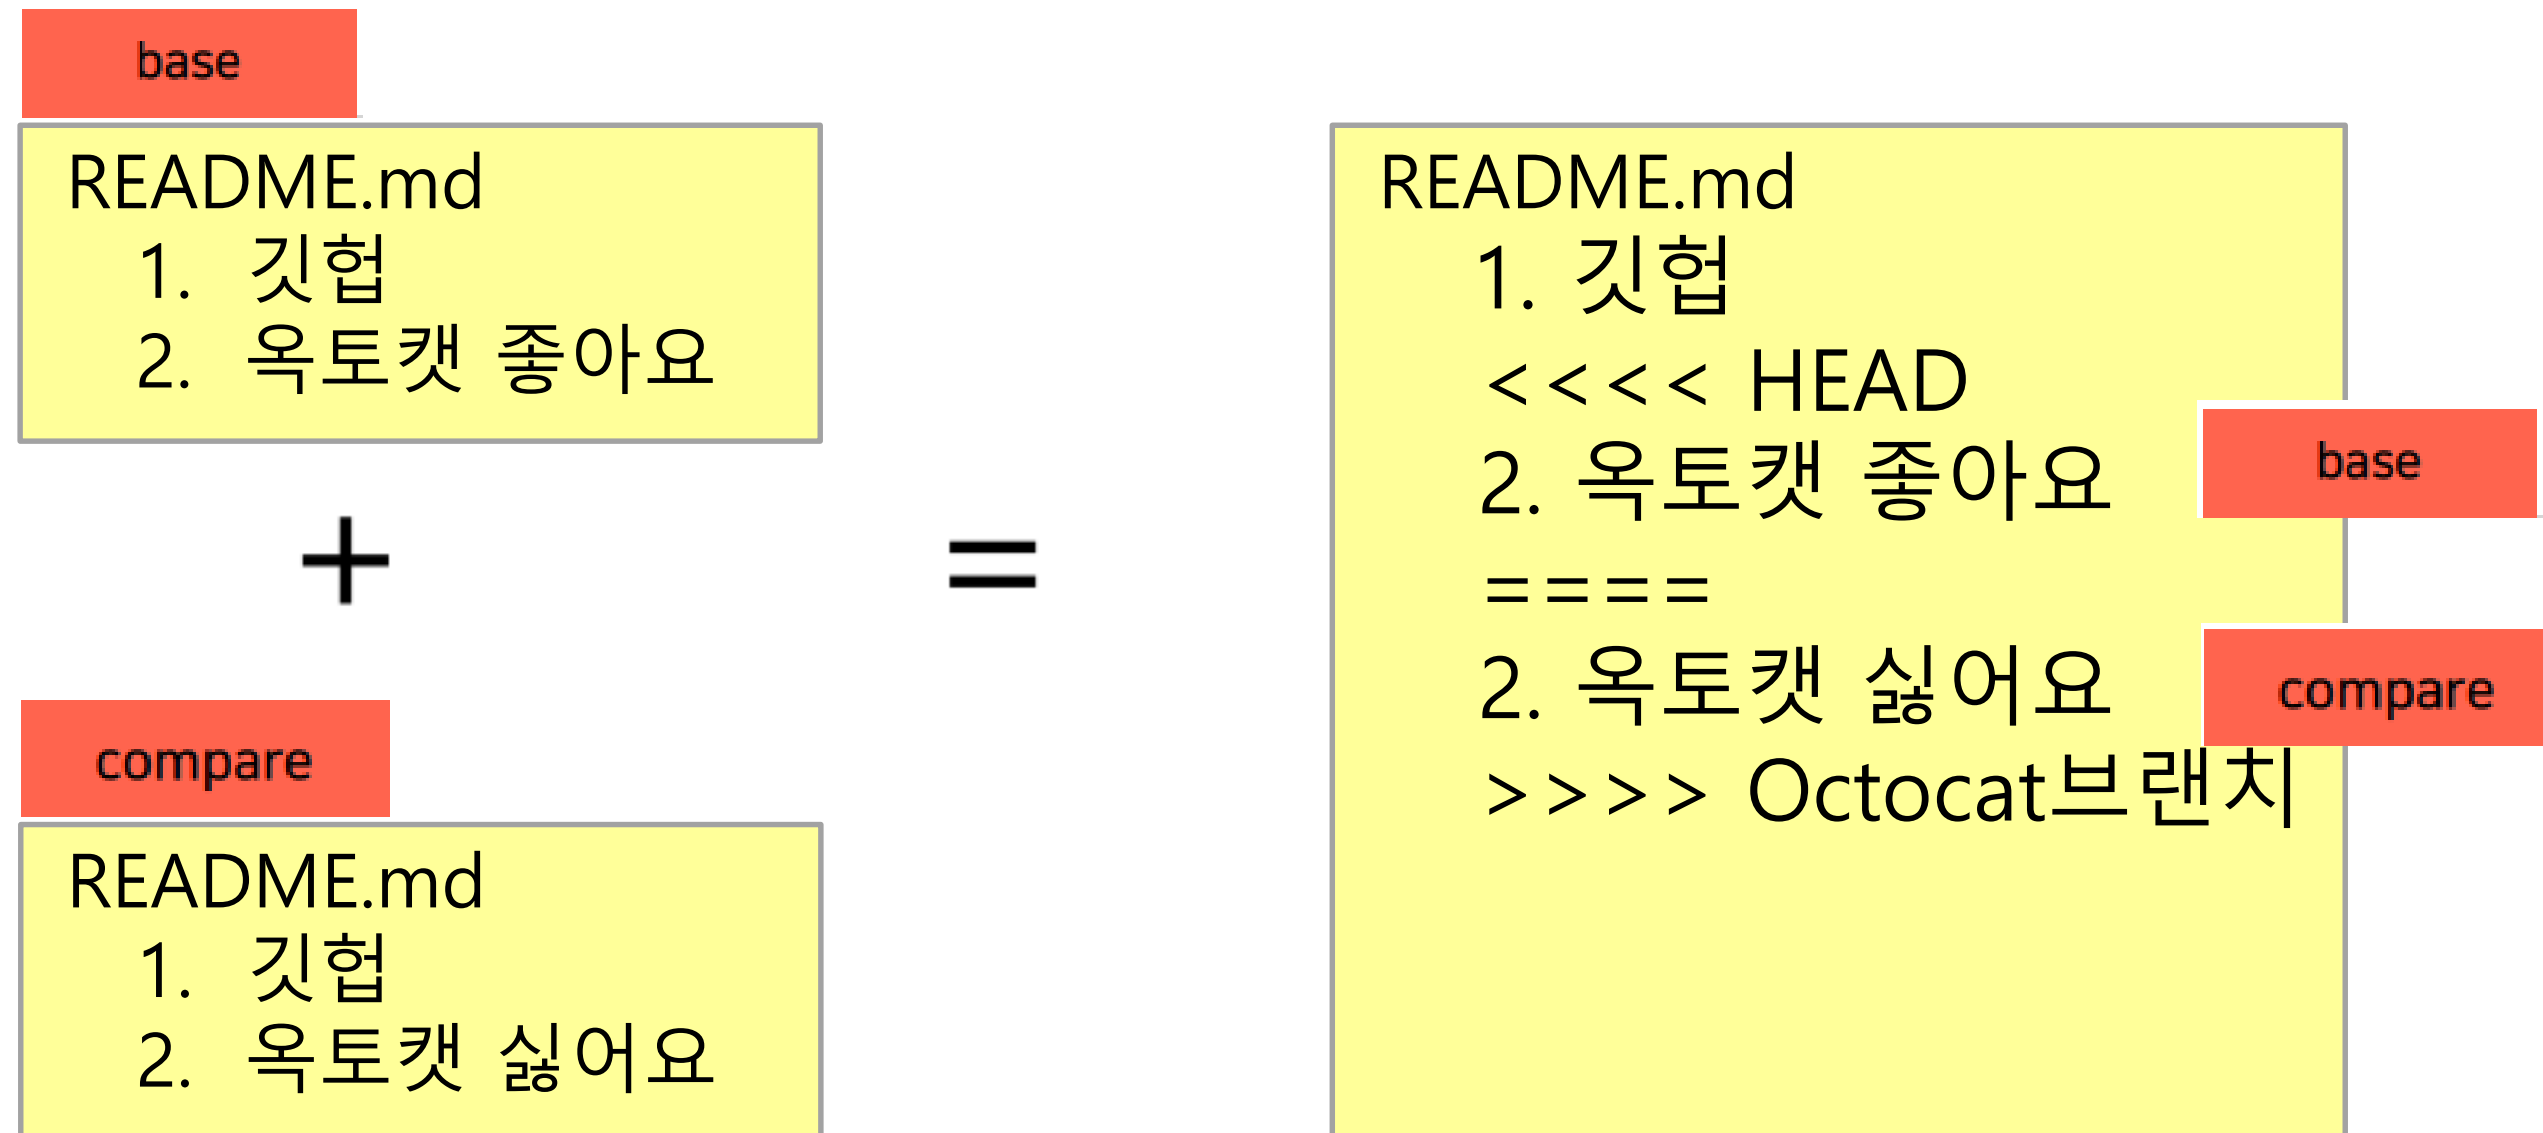 base
README.md
1. 깃헙
2. 옥토캣 좋아요
+
compare
README.md
1. 깃헙
2. 옥토캣 싫어요
=
README.md
1. 깃헙
<<<< HEAD
2. 옥토캣 좋아요
base
====
2. 옥토캣 싫어요
compare
>>>> Octocat브랜치